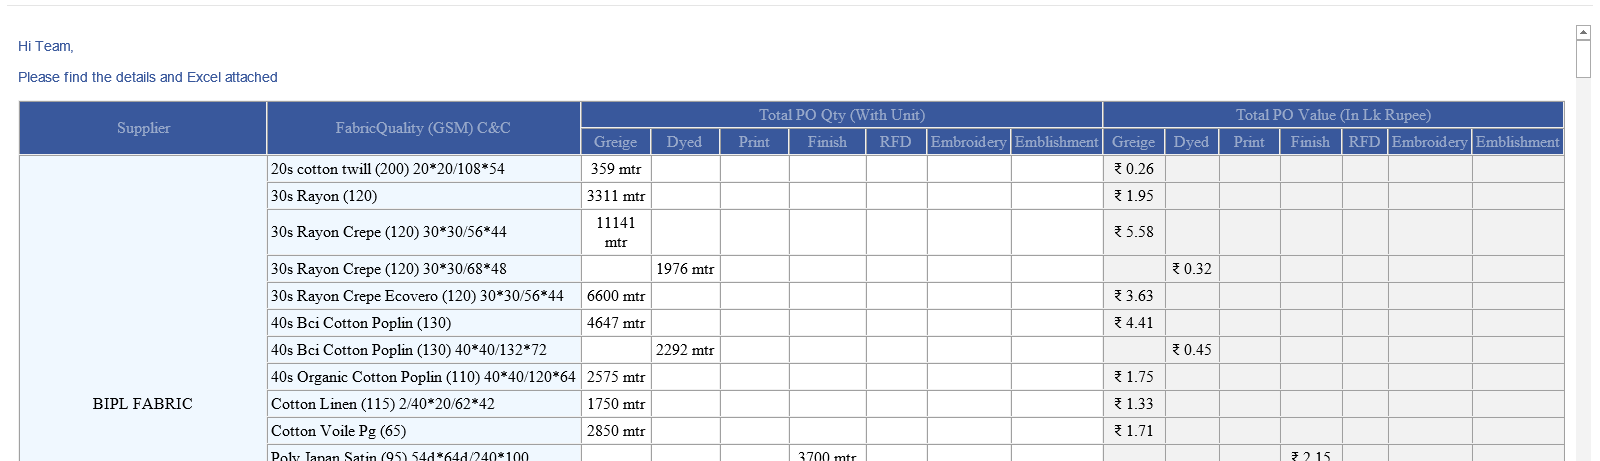 Hi Team,
Please find the details and Excel attached
Supplier FabricQuality (GSM) C&C Total PO Qty (With Unit) Total PO Value (In Lk Rupee)
Greige Dyed Print Finish RFD Embroidery Emblishment Greige Dyed Print Finish RFD Embroidery Emblishment
20s cotton twill (200) 20*20/108*54 359 mtr ₹ 0.26
30s Rayon (120) 3311 mtr ₹ 1.95
30s Rayon Crepe (120) 30*30/56*44 11141 mtr ₹ 5.58
30s Rayon Crepe (120) 30*30/68*48 1976 mtr ₹ 0.32
30s Rayon Crepe Ecovero (120) 30*30/56*44 6600 mtr ₹ 3.63
40s Bci Cotton Poplin (130) 4647 mtr ₹ 4.41
40s Bci Cotton Poplin (130) 40*40/132*72 2292 mtr ₹ 0.45
40s Organic Cotton Poplin (110) 40*40/120*64 2575 mtr ₹ 1.75
BIPL FABRIC Cotton Linen (115) 2/40*20/62*42 1750 mtr ₹ 1.33
Cotton Voile Pg (65) 2850 mtr ₹ 1.71
Poly Japan Satin (95) 54d*64d/240*100 3700 mtr ₹ 2.15